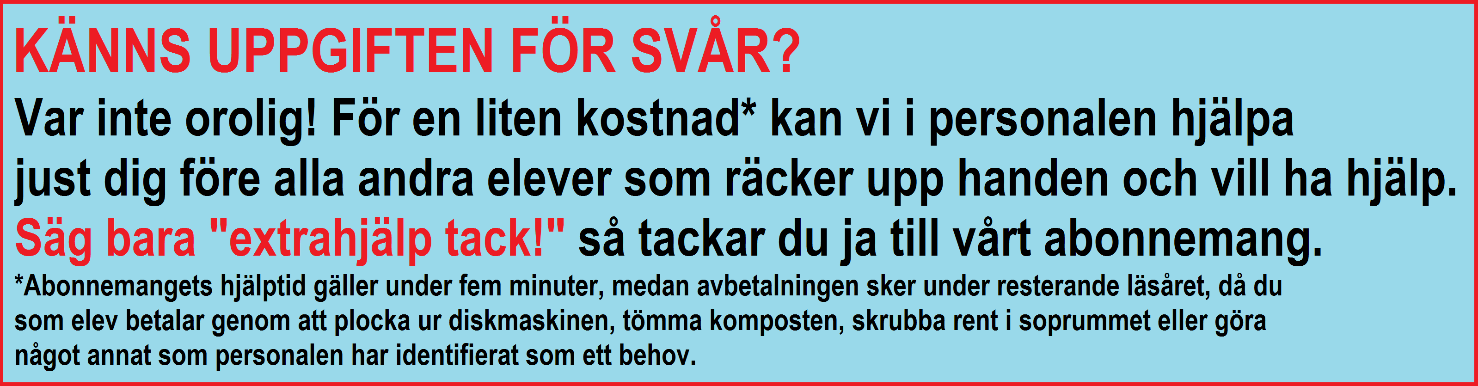 KÄNNS UPPGIFTEN FÖR SVÅR?
Var inte orolig! För en liten kostnad* kan vi i personalen hjälpa
just dig före alla andra elever som räcker upp handen och vill ha hjälp.
Säg bara "extrahjälp tack!" så tackar du ja till vårt abonnemang.
*Abonnemangets hjälptid gäller under fem minuter, medan avbetalningen sker under resterande läsåret, då du
som elev betalar genom att plocka ur diskmaskinen, tömma komposten, skrubba rent i soprummet eller göra
något annat som personalen har identifierat som ett behov.